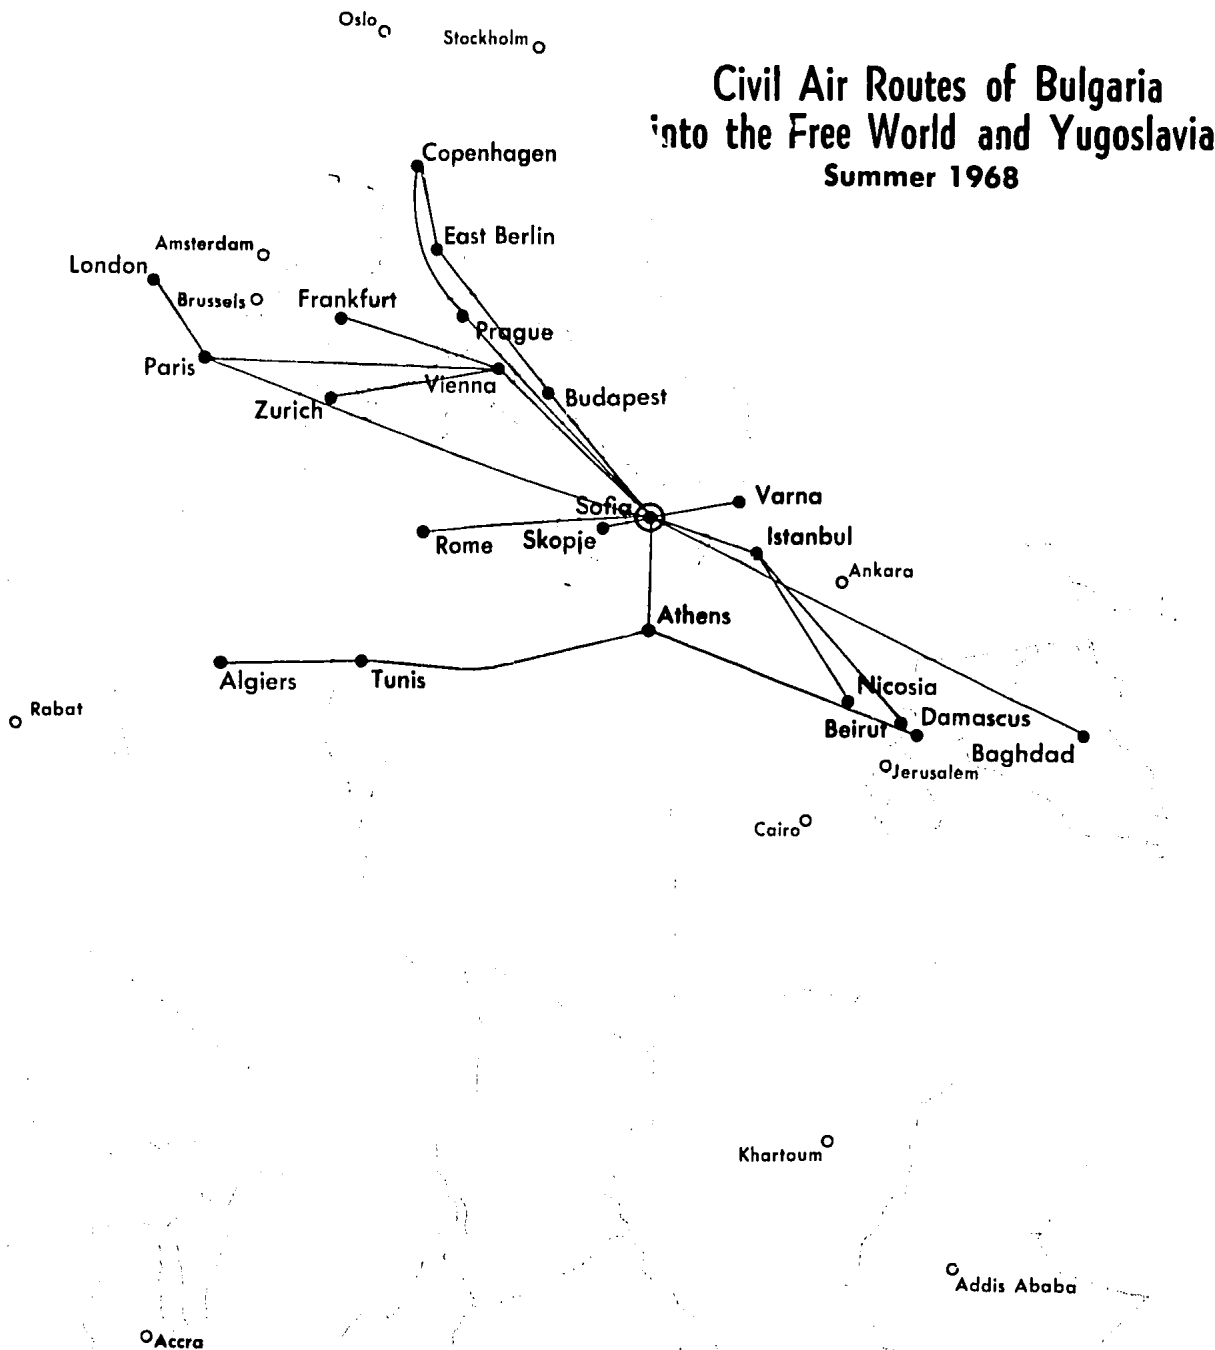 Oslo
Stockholm
Civil Air Routes of Bulgaria
into the Free World and Yugoslavia
Summer 1968
Copenhagen
East Berlin
Amsterdam
London
Brussels
Frankfurt
Prague
Paris
Vienna
Zurich
Budapest
Varna
Sofia
Istanbul
Rome
Skopje
Ankara
Athens
Algiers
Tunis
Nicosia
Rabat
Damascus
Beirut
Baghdad
Jerusalem
Cairo
Khartoum
Addis Ababa
Accra